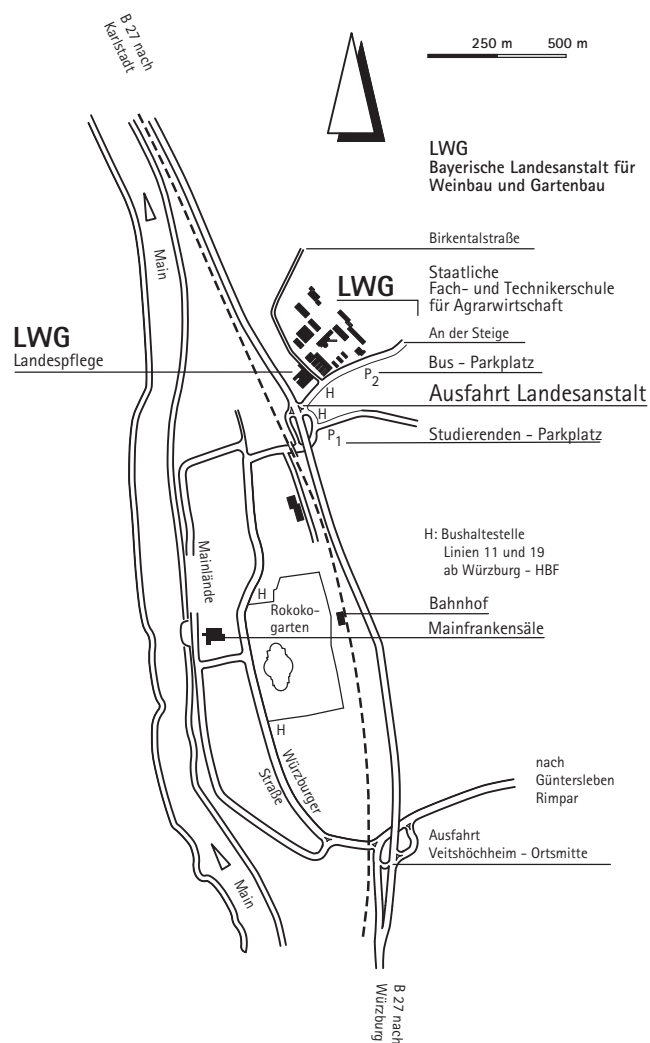 B 27 nach
Karlstadt
250 m 500 m
LWG
Bayerische Landesanstalt für
Weinbau und Gartenbau
Main
Birkentalstraße
LWG
Staatliche
Fach- und Technikerschule
für Agrarwirtschaft
An der Steige
LWG
Landespflege
P2
Bus - Parkplatz
H
Ausfahrt Landesanstalt
H
P1
Studierenden - Parkplatz
H: Bushaltestelle
Linien 11 und 19
ab Würzburg - HBF
Mainlände
H
Rokoko-
garten
Bahnhof
Mainfrankensäle
H
Würzburger
Straße
nach
Güntersleben
Rimpar
Ausfahrt
Veitshöchheim - Ortsmitte
Main
B 27 nach
Würzburg